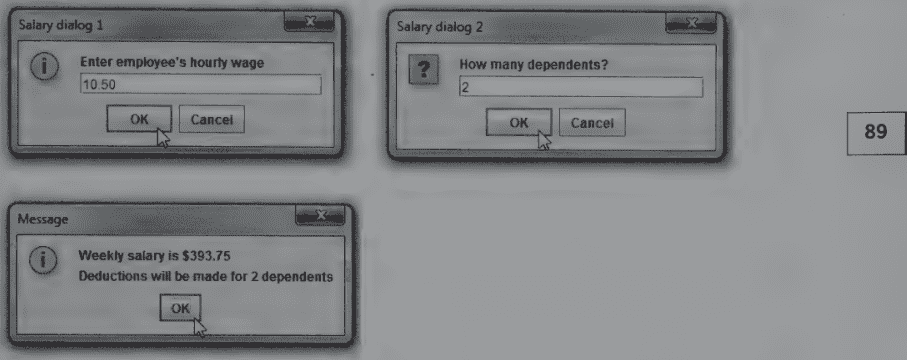 Salary dialog 1
X
i
Enter employee's hourly wage
10.50
OK
Cancel
Salary dialog 2
X
?
How many dependents?
2
OK
Cancel
89
Message
X
i
Weekly salary is $393.75
Deductions will be made for 2 dependents
OK